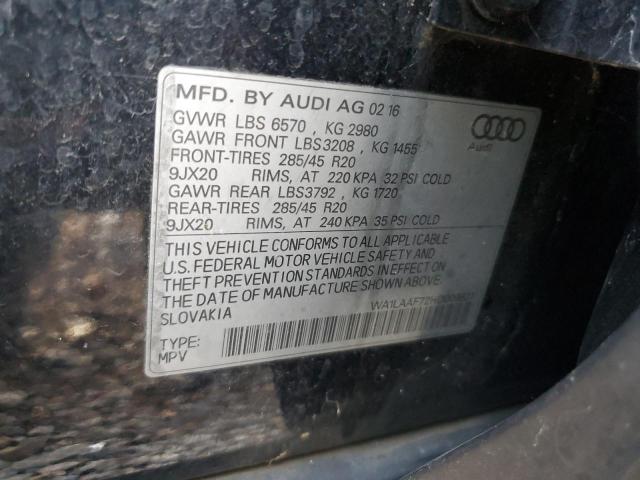 MFD. BY AUDI AG 02 16
GVWR LBS 6570 , KG 2980
GAWR FRONT LBS3208 , KG 1455
FRONT-TIRES 285/45 R20
9JX20 RIMS, AT 220 KPA 32 PSI COLD
GAWR REAR LBS3792 , KG 1720
REAR-TIRES 285/45 R20
9JX20 RIMS, AT 240 KPA 35 PSI COLD
THIS VEHICLE CONFORMS TO ALL APPLICABLE
U.S. FEDERAL MOTOR VEHICLE SAFETY AND
THEFT PREVENTION STANDARDS IN EFFECT ON
THE DATE OF MANUFACTURE SHOWN ABOVE.
SLOVAKIA
TYPE:
MPV
Audi